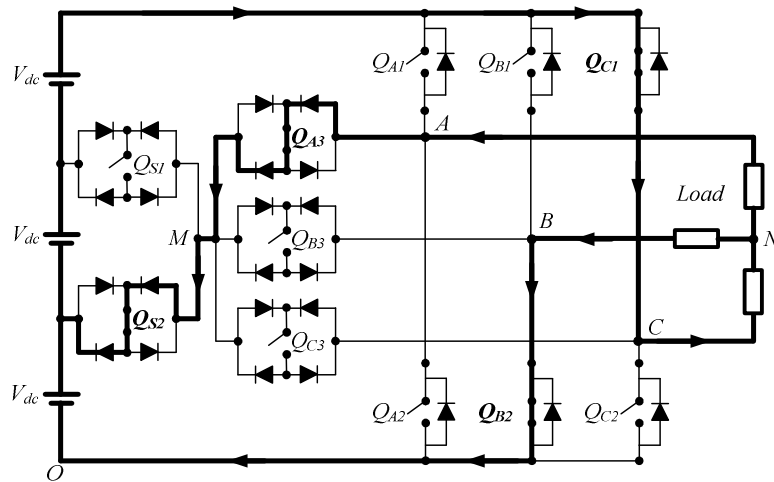 Q_A1
Q_B1
Q_C1
V_dc
A
Q_A3
Q_S1
Load
B
M
Q_B3
N
V_dc
Q_S2
C
Q_C3
V_dc
Q_A2
Q_B2
Q_C2
O